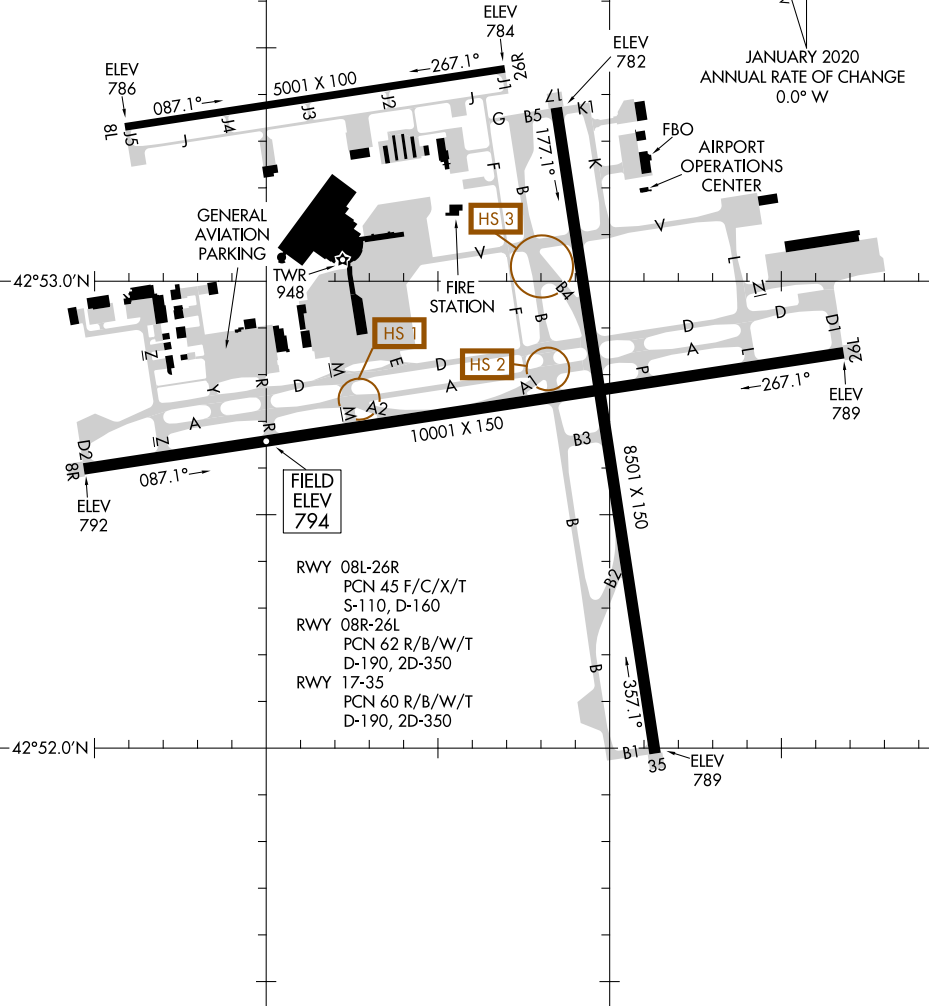 ELEV
784
JANUARY 2020
ANNUAL RATE OF CHANGE
0.0° W
ELEV
782
ELEV
786
267.1°
26R
5001 X 100
087.1°
8L
J5
J
J4
J3
J2
J
J1
G
B5
17
K1
177.1°
K
F
B
FBO
AIRPORT
OPERATIONS
CENTER
HS 3
GENERAL
AVIATION
PARKING
V
V
L
TWR
948
FIRE
STATION
42°53.0'N
B4
N
F
B
D
D
D1
26L
HS 1
HS 2
Z
M
E
D
A
L
P
A1
A
267.1°
ELEV
789
Y
R
D
M
A2
A
R
Z
10001 X 150
B3
8501 X 150
D2
8R
087.1°
ELEV
792
FIELD
ELEV
794
B
B2
RWY 08L-26R
PCN 45 F/C/X/T
S-110, D-160
RWY 08R-26L
PCN 62 R/B/W/T
D-190, 2D-350
RWY 17-35
PCN 60 R/B/W/T
D-190, 2D-350
B
357.1°
42°52.0'N
B1
35
ELEV
789